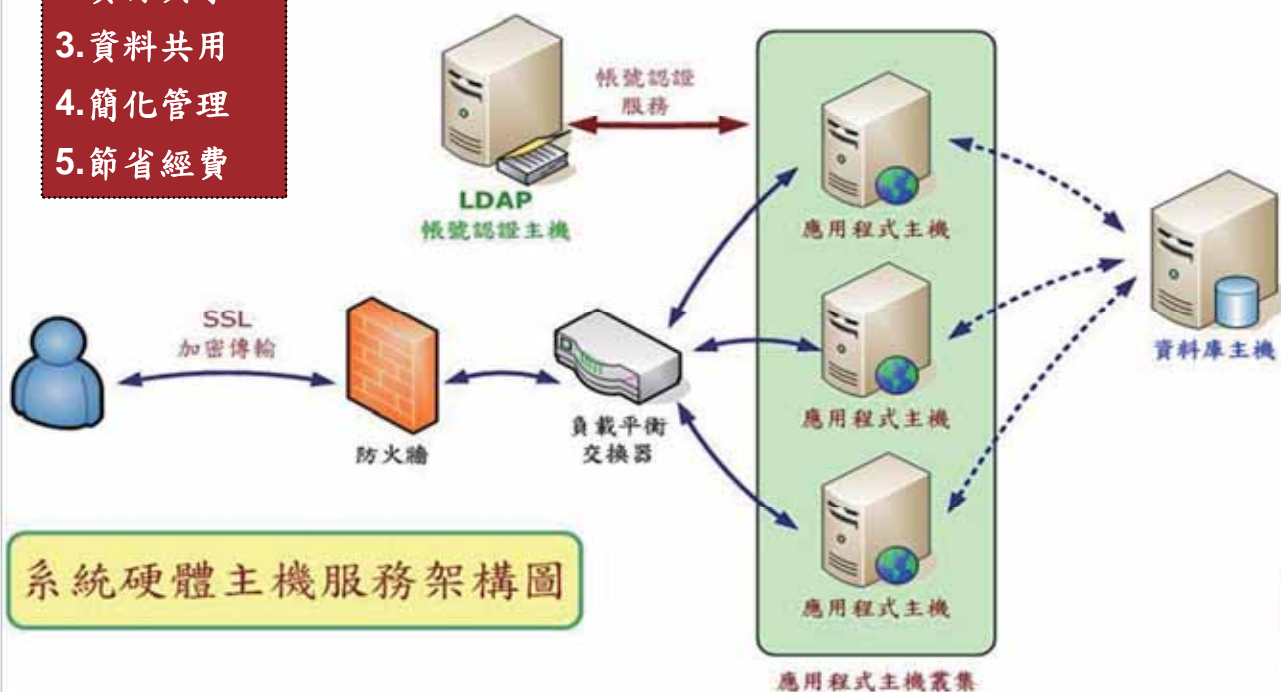 3.資料共用
4.簡化管理
5.節省經費
帳號認證
服務
LDAP
帳號認證主機
應用程式主機
SSL
加密傳輸
防火牆
負載平衡
交換器
應用程式主機
資料庫主機
應用程式主機
系統硬體主機服務架構圖
應用程式主機叢集